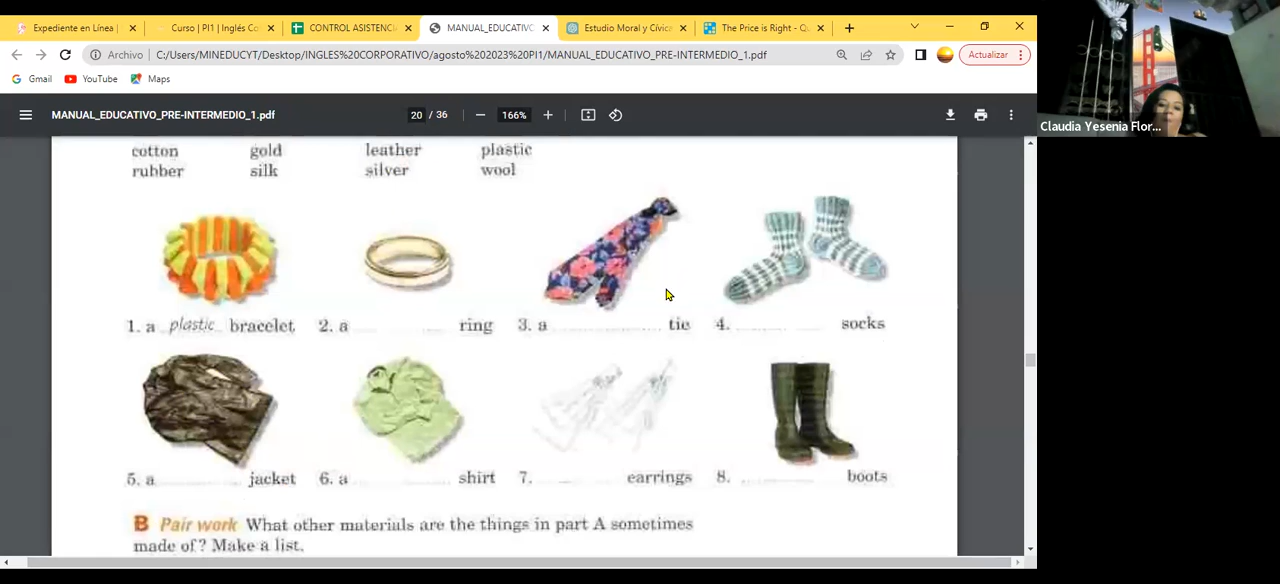 Expediente en Línea |
Curso | PI1 | Inglés Co
CONTROL ASISTENCI
MANUAL_EDUCATIVO
Estudio Moral y Cívica
The Price is Right - Qu
Archivo
C:/Users/MINEDUCYT/Desktop/INGLES%20CORPORATIVO/agosto%202023%20PI1/MANUAL_EDUCATIVO_PRE-INTERMEDIO_1.pdf
Actualizar
Gmail YouTube Maps
MANUAL_EDUCATIVO_PRE-INTERMEDIO_1.pdf
20 / 36
166%
Claudia Yesenia Flor...
cotton gold leather plastic
rubber silk silver wool
1. a plastic bracelet 2. a ring 3. a tie 4. socks
5. a jacket 6. a shirt 7. earrings 8. boots
B Pair work What other materials are the things in part A sometimes
made of? Make a list.